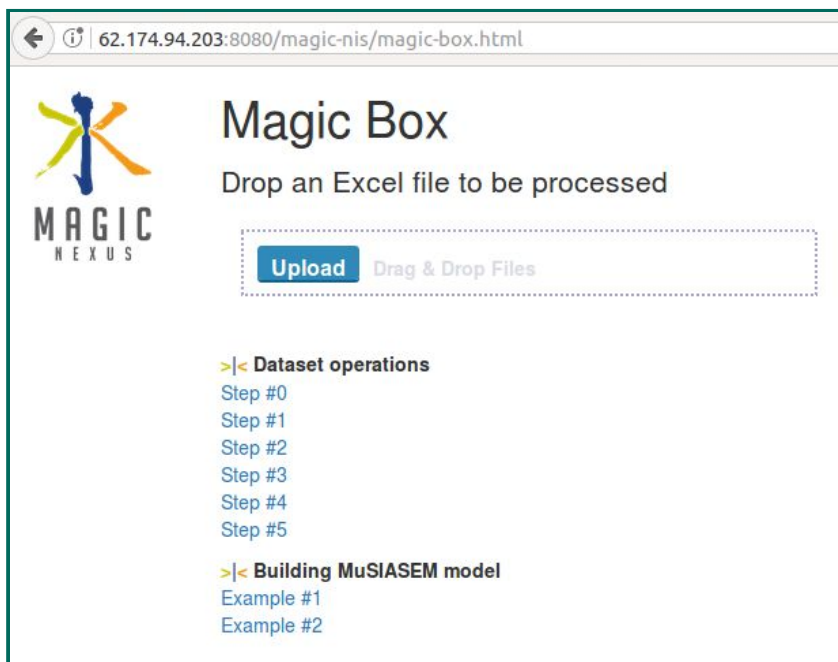 62.174.94.203:8080/magic-nis/magic-box.html
MAGIC
NEXUS
Magic Box
Drop an Excel file to be processed
Upload Drag & Drop Files
>|< Dataset operations
Step #0
Step #1
Step #2
Step #3
Step #4
Step #5
>|< Building MuSIASEM model
Example #1
Example #2